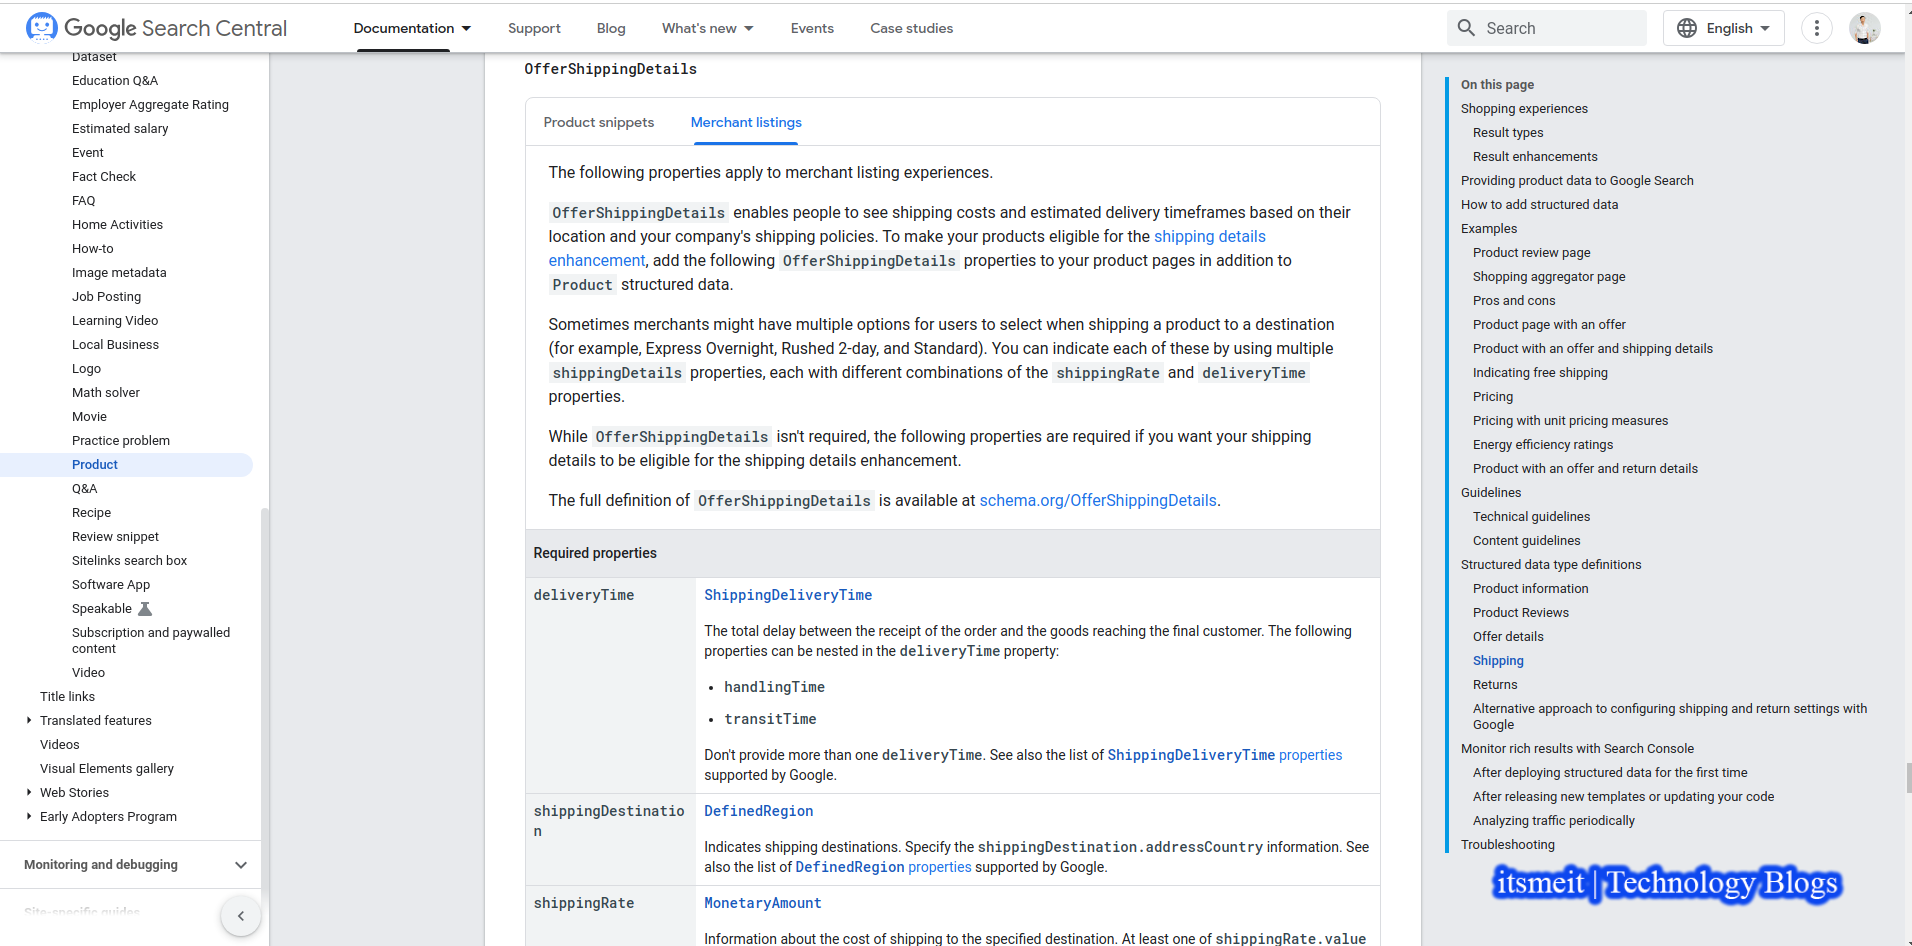 Google Search Central
Documentation
Support
Blog
What's new
Events
Case studies
Search
English
Dataset
Education Q&A
Employer Aggregate Rating
Estimated salary
Event
Fact Check
FAQ
Home Activities
How-to
Image metadata
Job Posting
Learning Video
Local Business
Logo
Math solver
Movie
Practice problem
Product
Q&A
Recipe
Review snippet
Sitelinks search box
Software App
Speakable
Subscription and paywalled
content
Video
Title links
Translated features
Videos
Visual Elements gallery
Web Stories
Early Adopters Program
Monitoring and debugging
Site-specific guides
OfferShippingDetails
Product snippets
Merchant listings
The following properties apply to merchant listing experiences.
OfferShippingDetails enables people to see shipping costs and estimated delivery timeframes based on their
location and your company's shipping policies. To make your products eligible for the shipping details
enhancement, add the following OfferShippingDetails properties to your product pages in addition to
Product structured data.
Sometimes merchants might have multiple options for users to select when shipping a product to a destination
(for example, Express Overnight, Rushed 2-day, and Standard). You can indicate each of these by using multiple
shippingDetails properties, each with different combinations of the shippingRate and deliveryTime
properties.
While OfferShippingDetails isn't required, the following properties are required if you want your shipping
details to be eligible for the shipping details enhancement.
The full definition of OfferShippingDetails is available at schema.org/OfferShippingDetails.
Required properties
deliveryTime
ShippingDeliveryTime
The total delay between the receipt of the order and the goods reaching the final customer. The following
properties can be nested in the deliveryTime property:
• handlingTime
• transitTime
Don't provide more than one deliveryTime. See also the list of ShippingDeliveryTime properties
supported by Google.
shippingDestinatio
n
DefinedRegion
Indicates shipping destinations. Specify the shippingDestination.addressCountry information. See
also the list of DefinedRegion properties supported by Google.
shippingRate
MonetaryAmount
Information about the cost of shipping to the specified destination. At least one of shippingRate.value
On this page
Shopping experiences
Result types
Result enhancements
Providing product data to Google Search
How to add structured data
Examples
Product review page
Shopping aggregator page
Pros and cons
Product page with an offer
Product with an offer and shipping details
Indicating free shipping
Pricing
Pricing with unit pricing measures
Energy efficiency ratings
Product with an offer and return details
Guidelines
Technical guidelines
Content guidelines
Structured data type definitions
Product information
Product Reviews
Offer details
Shipping
Returns
Alternative approach to configuring shipping and return settings with
Google
Monitor rich results with Search Console
After deploying structured data for the first time
After releasing new templates or updating your code
Analyzing traffic periodically
Troubleshooting
itsmeit | Technology Blogs